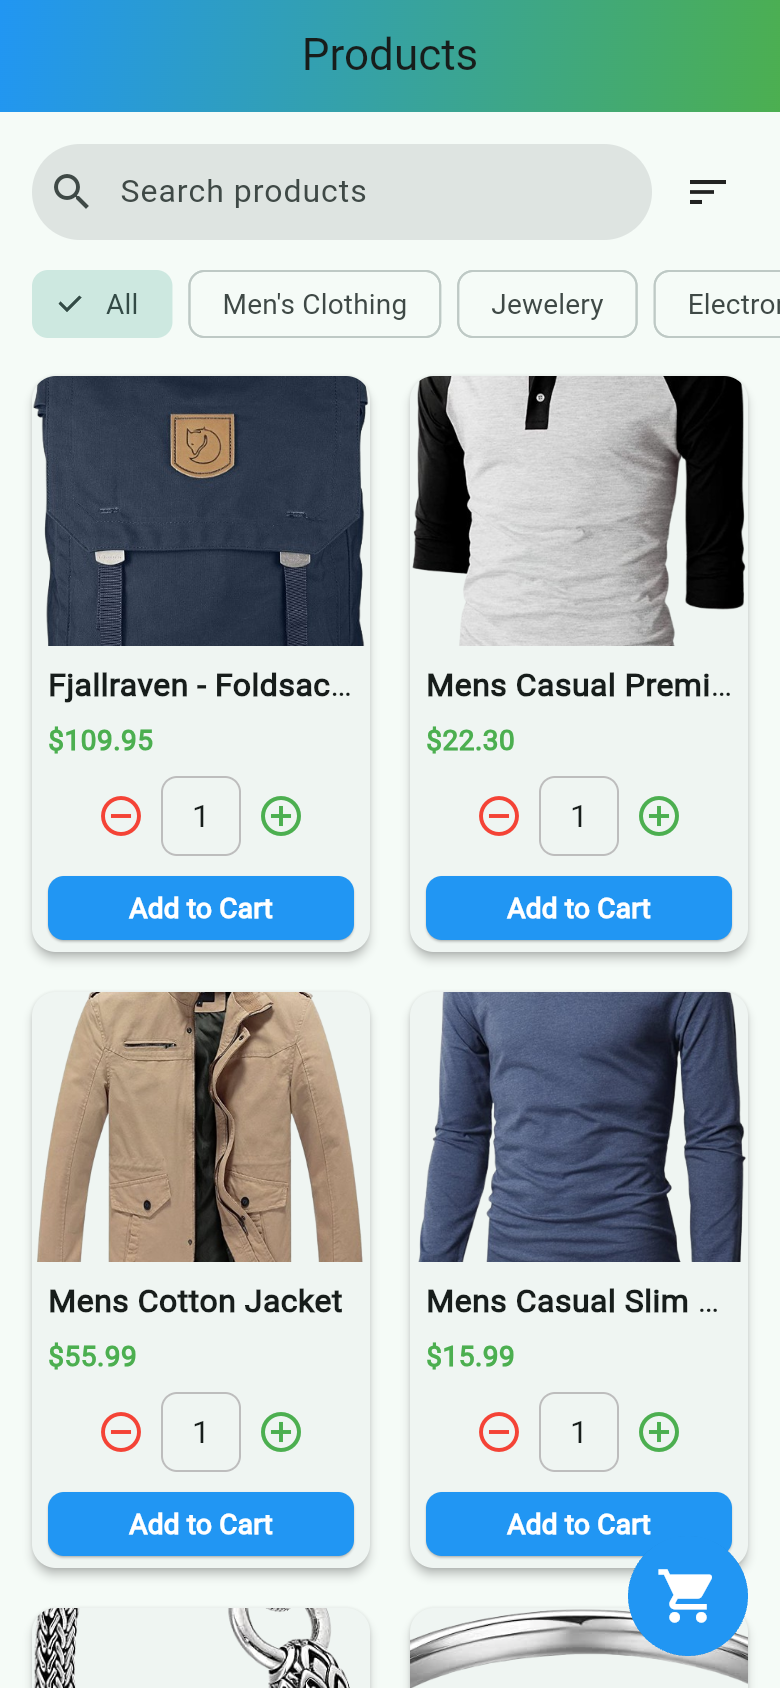 Products
Search products
All
Men's Clothing
Jewelery
Electror
Fjallraven - Foldsac...
Mens Casual Premi...
$109.95
$22.30
1
1
Add to Cart
Add to Cart
Mens Cotton Jacket
Mens Casual Slim ...
$55.99
$15.99
1
1
Add to Cart
Add to Cart